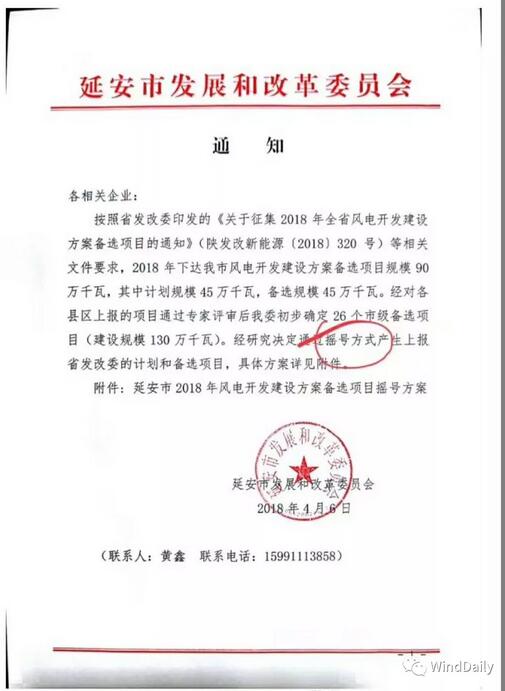 延安市发展和改革委员会
通 知
各相关企业：
按照省发改委印发的《关于征集 2018 年全省风电开发建设
方案备选项目的通知》（陕发改新能源〔2018〕320 号）等相关
文件要求，2018 年下达我市风电开发建设方案备选项目规模 90
万千瓦，其中计划规模 45 万千瓦，备选规模 45 万千瓦。经对各
县区上报的项目通过专家评审后我委初步确定 26 个市级备选项
目（建设规模 130 万千瓦）。经研究决定通过摇号方式产生上报
省发改委的计划和备选项目，具体方案详见附件。
附件：延安市 2018 年风电开发建设方案备选项目摇号方案
延安市发展和改革委员会
延安市发展和改革委员会
2018 年 4 月 6 日
（联系人：黄鑫 联系电话：15991113858）
- 1 -
WindDaily